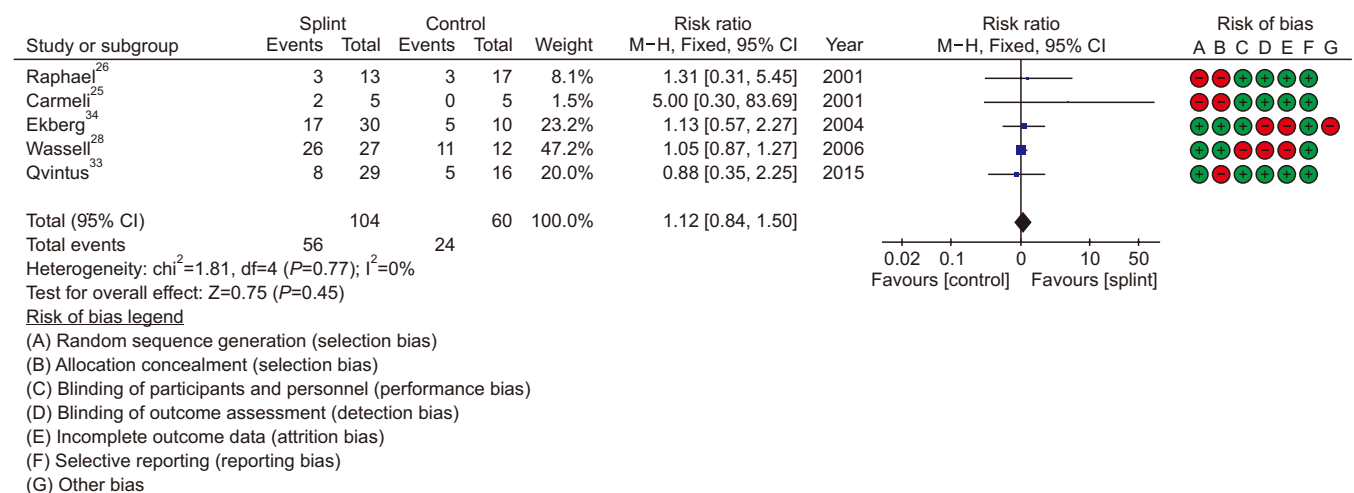 Splint Control Risk ratio Risk ratio Risk of bias
Study or subgroup Events Total Events Total Weight M−H, Fixed, 95% CI Year M−H, Fixed, 95% CI A B C D E F G
Raphael26 3 13 3 17 8.1% 1.31 [0.31, 5.45] 2001 − − + + + +
Carmeli25 2 5 0 5 1.5% 5.00 [0.30, 83.69] 2001 − − + + + +
Ekberg34 17 30 5 10 23.2% 1.13 [0.57, 2.27] 2004 + + + − − + −
Wassell28 26 27 11 12 47.2% 1.05 [0.87, 1.27] 2006 + + − − − +
Qvintus33 8 29 5 16 20.0% 0.88 [0.35, 2.25] 2015 + − + + + +
Total (95% CI) 104 60 100.0% 1.12 [0.84, 1.50]
Total events 56 24
Heterogeneity: chi2=1.81, df=4 (P=0.77); I2=0%
Test for overall effect: Z=0.75 (P=0.45)
0.02 0.1 0 10 50
Favours [control] Favours [splint]
Risk of bias legend
(A) Random sequence generation (selection bias)
(B) Allocation concealment (selection bias)
(C) Blinding of participants and personnel (performance bias)
(D) Blinding of outcome assessment (detection bias)
(E) Incomplete outcome data (attrition bias)
(F) Selective reporting (reporting bias)
(G) Other bias